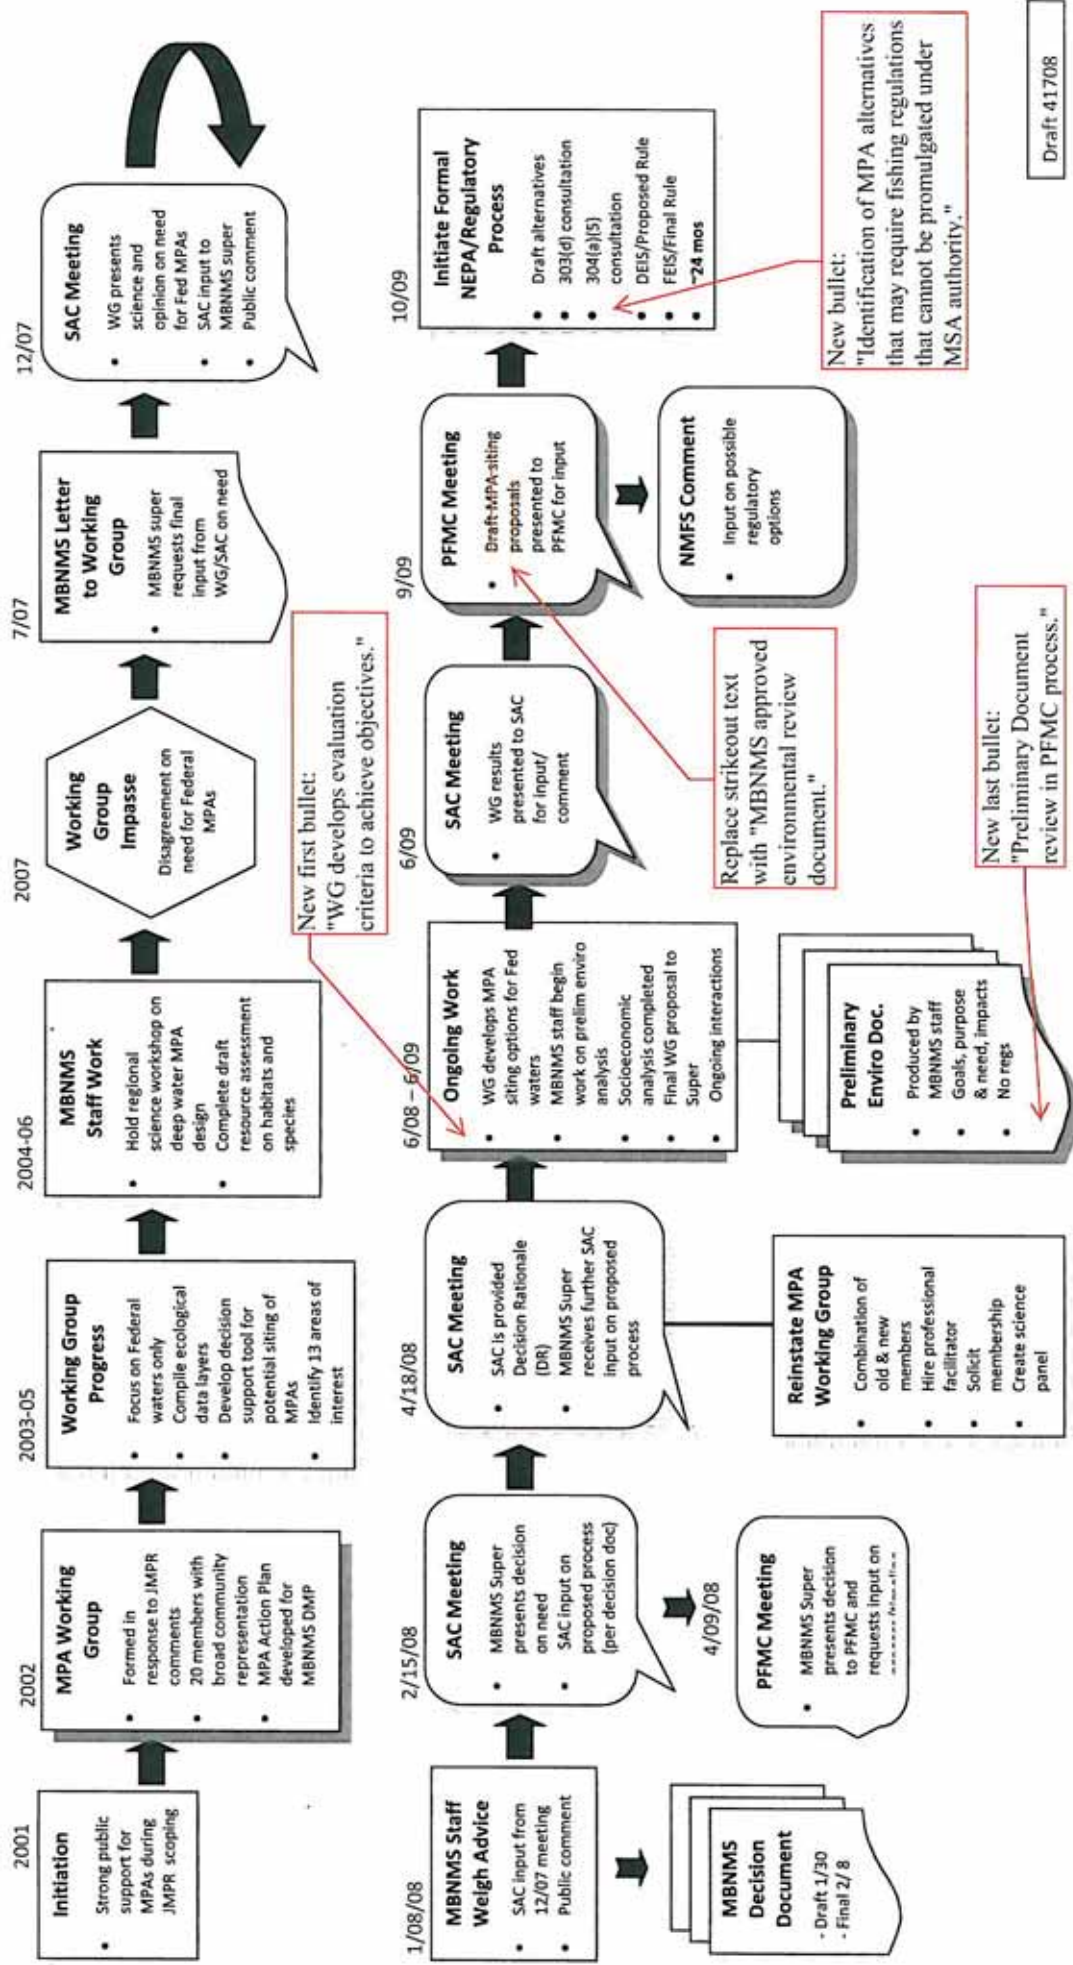 2001
Initiation
• Strong public
support for
MPAs during
JMPR scoping
2002
MPA Working
Group
• Formed in
response to JMPR
comments
• 20 members with
broad community
representation
• MPA Action Plan
developed for
MBNMS DMP
2003-05
Working Group
Progress
• Focus on Federal
waters only
• Compile ecological
data layers
• Develop decision
support tool for
potential siting of
MPAs
• Identify 13 areas of
interest
2004-06
MBNMS
Staff Work
• Hold regional
science workshop on
deep water MPA
design
• Complete draft
resource assessment
on habitats and
species
2007
Working
Group
Impasse
Disagreement on
need for Federal
MPAs
7/07
MBNMS Letter
to Working
Group
• MBNMS super
requests final
input from
WG/SAC on need
12/07
SAC Meeting
• WG presents
science and
opinion on need
for Fed MPAs
• SAC input to
MBNMS super
• Public comment
1/08/08
MBNMS Staff
Weigh Advice
• SAC input from
12/07 meeting
• Public comment
MBNMS
Decision
Document
- Draft 1/30
- Final 2/ 8
2/15/08
SAC Meeting
• MBNMS Super
presents decision
on need
• SAC input on
proposed process
(per decision doc)
4/09/08
PFMC Meeting
• MBNMS Super
presents decision
to PFMC and
requests input on
4/18/08
SAC Meeting
• SAC is provided
Decision Rationale
(DR)
• MBNMS Super
receives further SAC
input on proposed
process
Reinstate MPA
Working Group
• Combination of
old & new
members
• Hire professional
facilitator
• Solicit
membership
• Create science
panel
6/08 – 6/09
Ongoing Work
• WG develops MPA
siting options for Fed
waters
• MBNMS staff begin
work on prelim enviro
analysis
• Socioeconomic
analysis completed
• Final WG proposal to
Super
• Ongoing interactions
New first bullet:
"WG develops evaluation
criteria to achieve objectives."
Preliminary
Enviro Doc.
• Produced by
MBNMS staff
• Goals, purpose
& need, impacts
• No regs
New last bullet:
"Preliminary Document
review in PFMC process."
6/09
SAC Meeting
• WG results
presented to SAC
for input/
comment
9/09
PFMC Meeting
• Draft MPA siting
proposals
presented to
PFMC for input
Replace strikeout text
with "MBNMS approved
environmental review
document."
NMFS Comment
• Input on possible
regulatory
options
10/09
Initiate Formal
NEPA/Regulatory
Process
• Draft alternatives
• 303(d) consultation
• 304(a)(5)
consultation
• DEIS/Proposed Rule
• FEIS/Final Rule
• ~24 mos
New bullet:
"Identification of MPA alternatives
that may require fishing regulations
that cannot be promulgated under
MSA authority."
Draft 41708